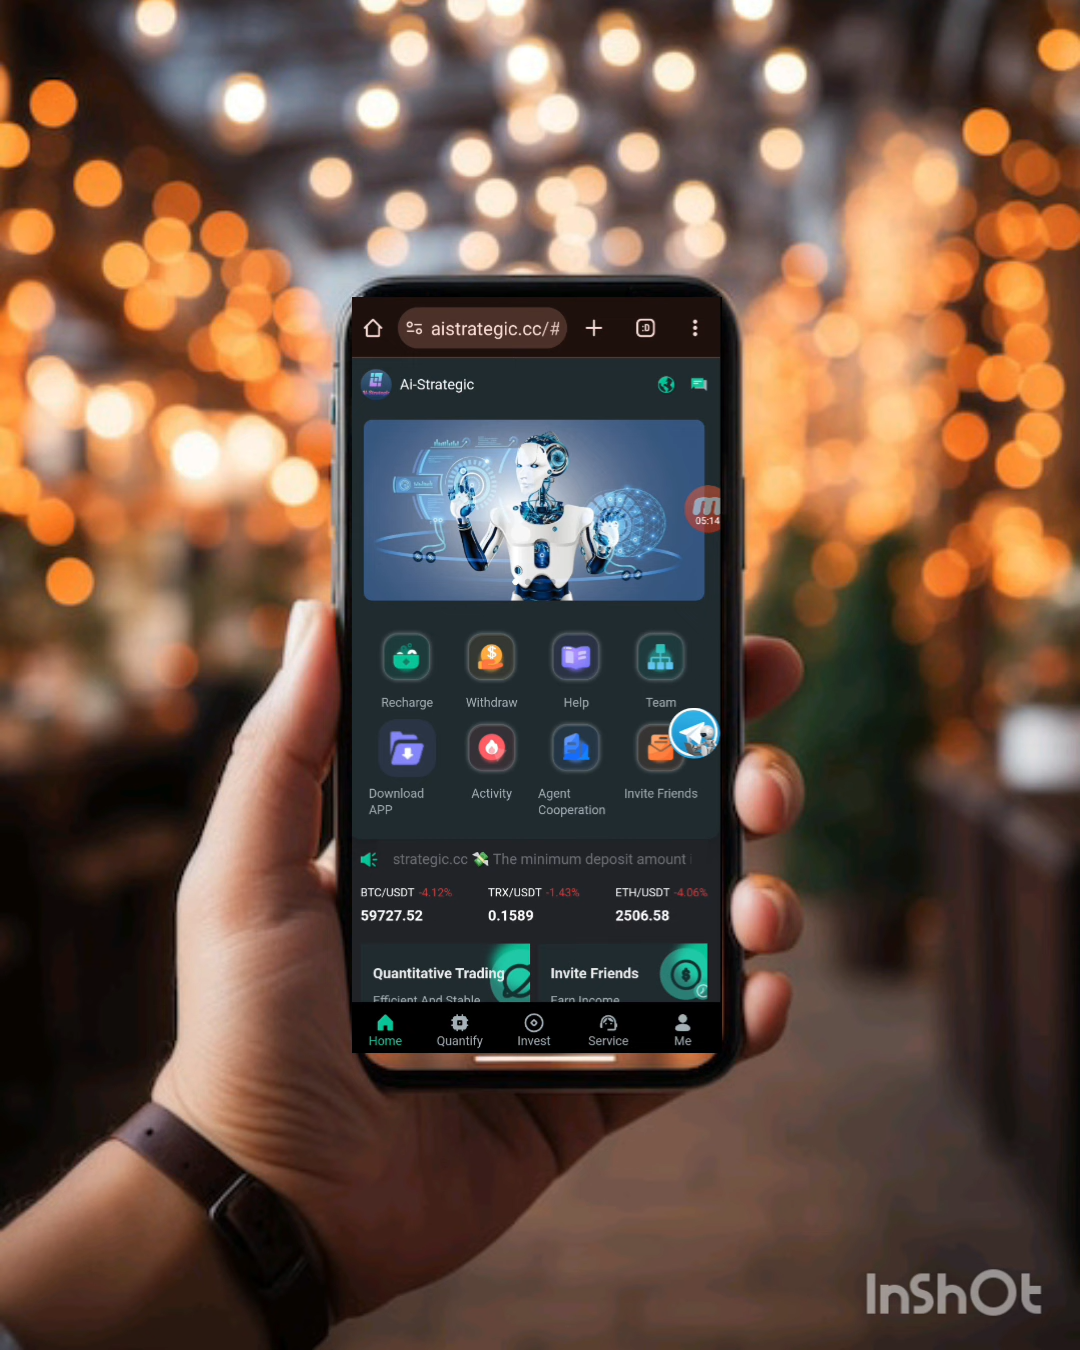 aistrategic.cc/#
:D
Ai-Strategic
05:14
Recharge
Withdraw
Help
Team
Download
APP
Activity
Agent
Cooperation
Invite Friends
strategic.cc 💸 The minimum deposit amount
BTC/USDT -4.12%
TRX/USDT -1.43%
ETH/USDT -4.06%
59727.52
0.1589
2506.58
Quantitative Trading
Invite Friends
Efficient And Stable
Earn Income
Home
Quantify
Invest
Service
Me
InShOt